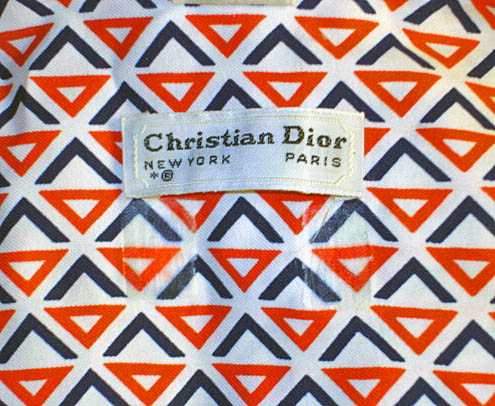 Christian Dior
NEW YORK PARIS
*®